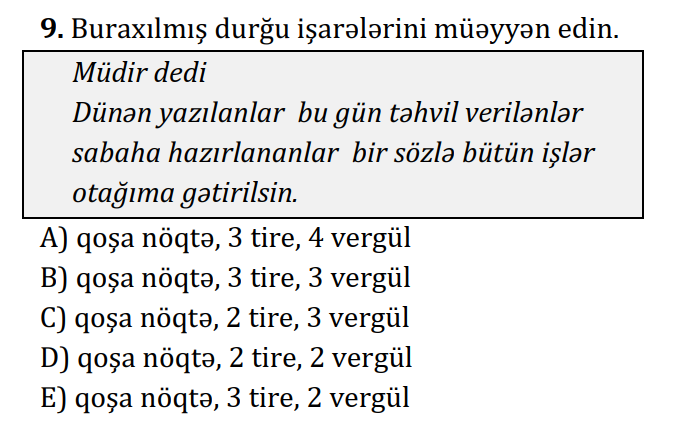 9. Buraxılmış durğu işarələrini müəyyən edin.
Müdir dedi
Dünən yazılanlar  bu gün təhvil verilənlər
sabaha hazırlananlar  bir sözlə bütün işlər
otağıma gətirilsin.
A) qoşa nöqtə, 3 tire, 4 vergül
B) qoşa nöqtə, 3 tire, 3 vergül
C) qoşa nöqtə, 2 tire, 3 vergül
D) qoşa nöqtə, 2 tire, 2 vergül
E) qoşa nöqtə, 3 tire, 2 vergül